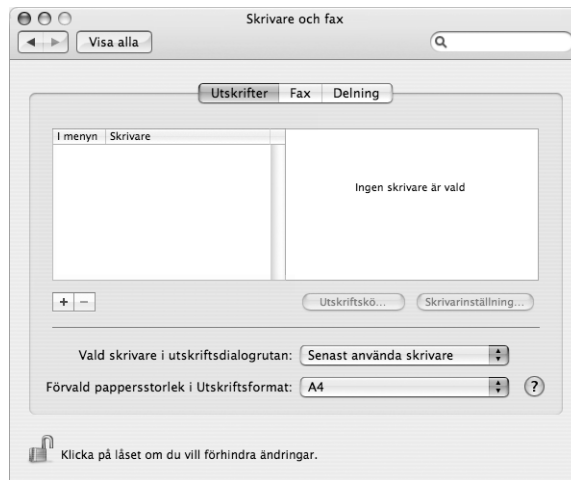 Skrivare och fax
Visa alla
Utskrifter Fax Delning
I menyn Skrivare
Ingen skrivare är vald
+ −
Utskriftskö... Skrivarinställning...
Vald skrivare i utskriftsdialogrutan: Senast använda skrivare
Förvald pappersstorlek i Utskriftsformat: A4 ?
Klicka på låset om du vill förhindra ändringar.